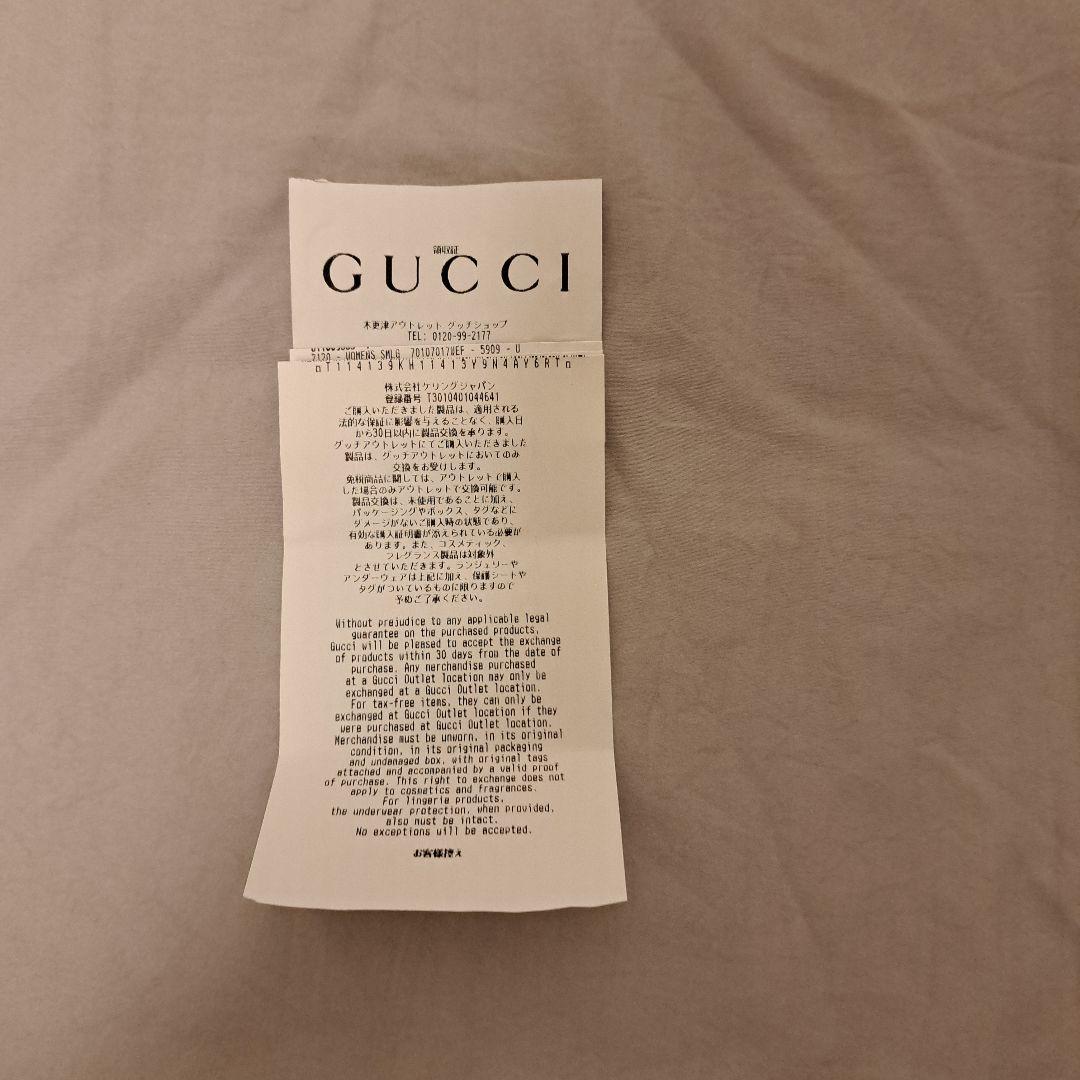 領収証
GUCCI
木更津アウトレット グッチショップ
TEL: 0120-99-2177
7120 - WOMENS SMLG 70107017WEF - 5909 - U
nT114139KH11415Y9N4AY6RTn
株式会社ケリングジャパン
登録番号 T3010401044641
ご購入いただきました製品は、適用される
法的な保証に影響を与えることなく、購入日
から30日以内に製品交換を承ります。
グッチアウトレットにてご購入いただきました
製品は、グッチアウトレットにおいてのみ
交換をお受けします。
免税商品に関しては、アウトレットで購入
した場合のみアウトレットで交換可能です。
製品交換は、未使用であることに加え、
パッケージングやボックス、タグなどに
ダメージがないご購入時の状態であり、
有効な購入証明書が添えられている必要が
あります。また、コスメティック、
フレグランス製品は対象外
とさせていただきます。ランジェリーや
アンダーウェアは上記に加え、保護シートや
タグがついているものに限りますので
予めご了承ください。
Without prejudice to any applicable legal
guarantee on the purchased products,
Gucci will be pleased to accept the exchange
of products within 30 days from the date of
purchase. Any merchandise purchased
at a Gucci Outlet location may only be
exchanged at a Gucci Outlet location.
For tax-free items, they can only be
exchanged at Gucci Outlet location if they
were purchased at Gucci Outlet location.
Merchandise must be unworn, in its original
condition, in its original packaging
and undamaged box, with original tags
attached and accompanied by a valid proof
of purchase. This right to exchange does not
apply to cosmetics and fragrances.
For lingerie products,
the underwear protection, when provided,
also must be intact.
No exceptions will be accepted.
お客様控え